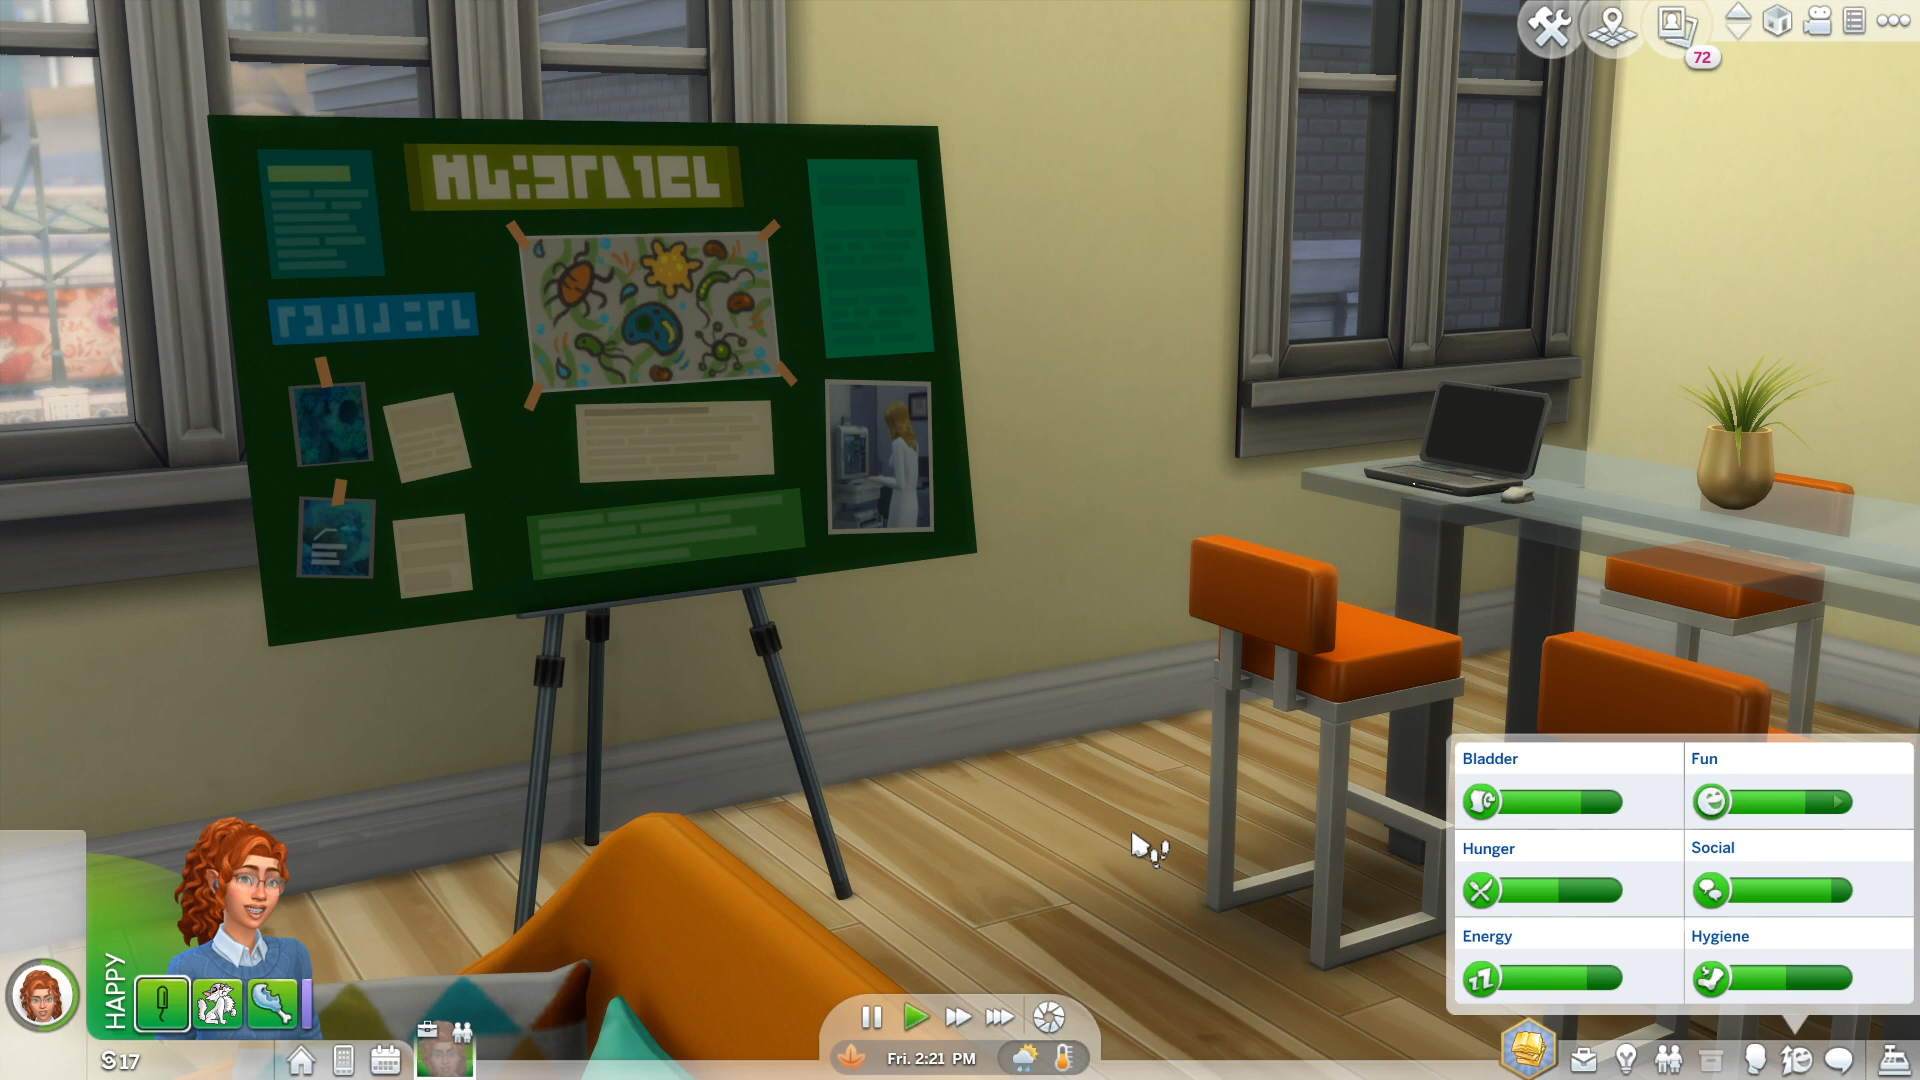 72
Bladder
Fun
Hunger
Social
Energy
Hygiene
HAPPY
§17
Fri. 2:21 PM